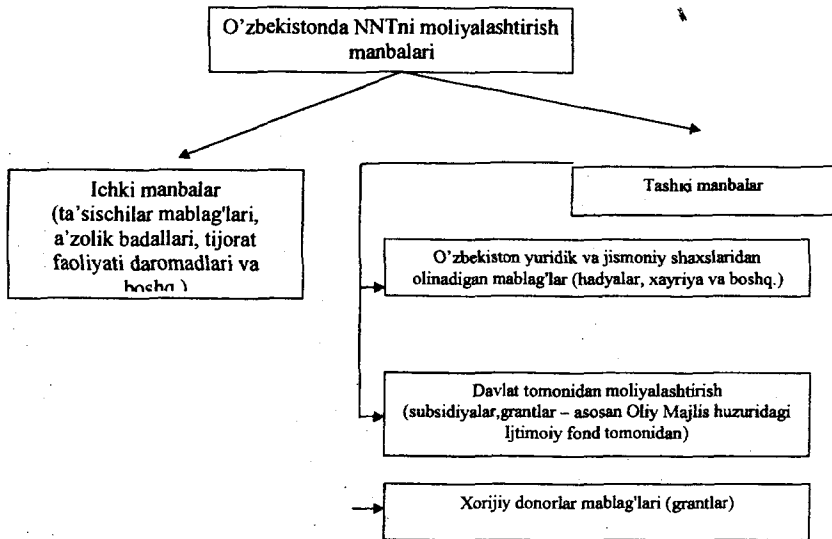 O’zbekistonda NNTni moliyalashtirish
manbalari
Ichki manbalar
(ta’sischilar mablag'lari,
a’zolik badallari, tijorat
faoliyati daromadlari va
boshq.)
Tashqi manbalar
O’zbekiston yuridik va jismoniy shaxslaridan
olinadigan mablag'lar (hadyalar, xayriya va boshq.)
Davlat tomonidan moliyalashtirish
(subsidiyalar,grantlar – asosan Oliy Majlis huzuridagi
Ijtimoiy fond tomonidan)
Xorijiy donorlar mablag'lari (grantlar)